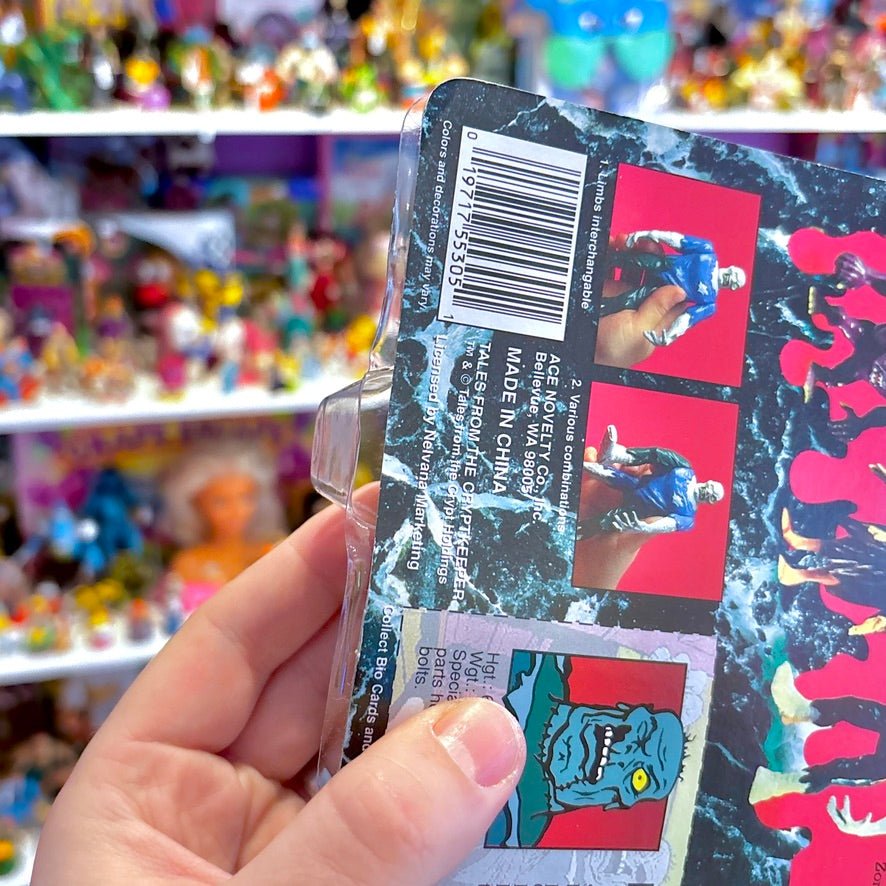 0 19717 55305 1
Colors and decorations may vary.
1. Limbs interchangable
2. Various combinations
ACE NOVELTY Co., Inc.
Bellevue, WA 98005
MADE IN CHINA
TALES FROM THE CRYPTKEEPER
TM & © Tales from the Crypt Holdings
Licensed by Nelvana Marketing
Collect Bio Cards and
Hgt.:
Wgt.:
parts
bolts.